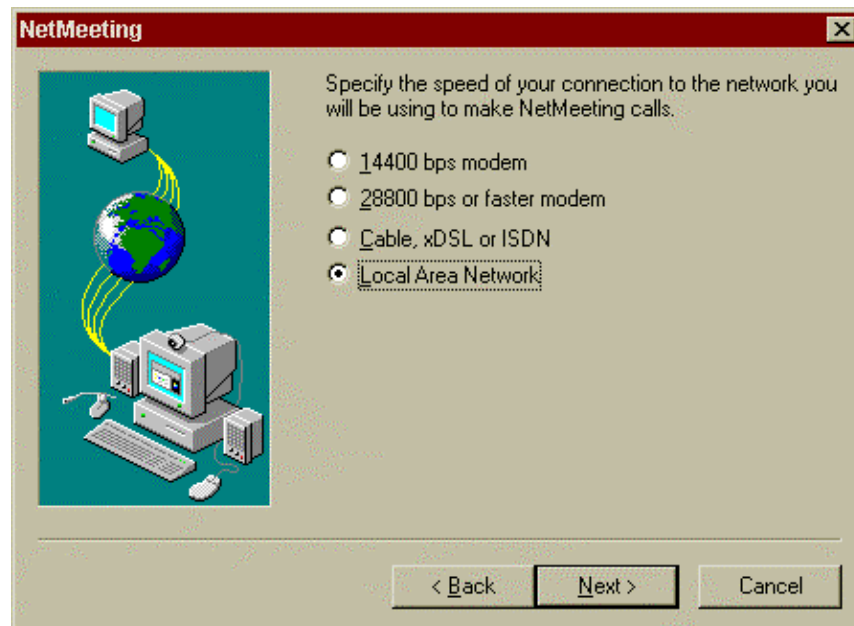 NetMeeting
Specify the speed of your connection to the network you
will be using to make NetMeeting calls.
14400 bps modem
28800 bps or faster modem
Cable, xDSL or ISDN
Local Area Network
< Back Next > Cancel